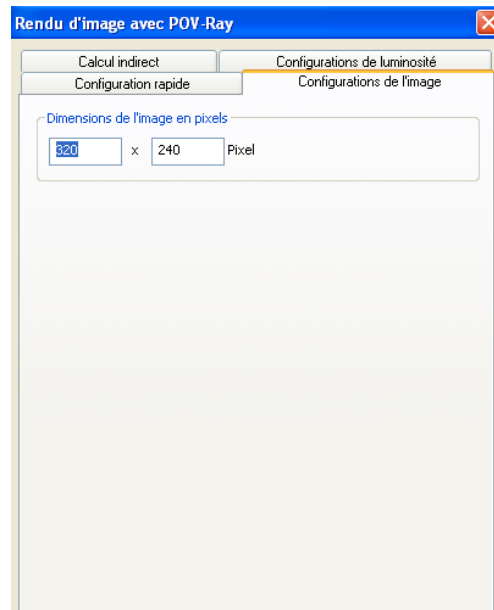 Rendu d'image avec POV-Ray
Calcul indirect
Configurations de luminosité
Configuration rapide
Configurations de l'image
Dimensions de l'image en pixels
320 x 240 Pixel